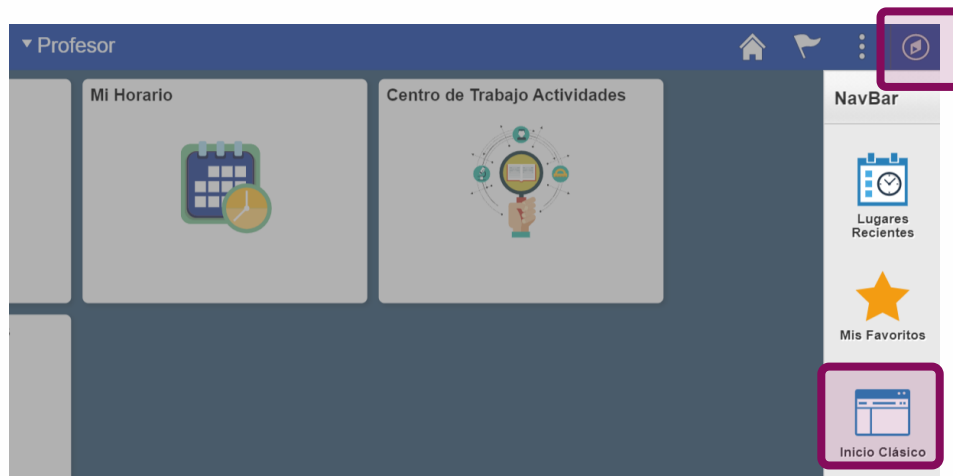 Profesor
Mi Horario
Centro de Trabajo Actividades
NavBar
Lugares
Recientes
Mis Favoritos
Inicio Clásico